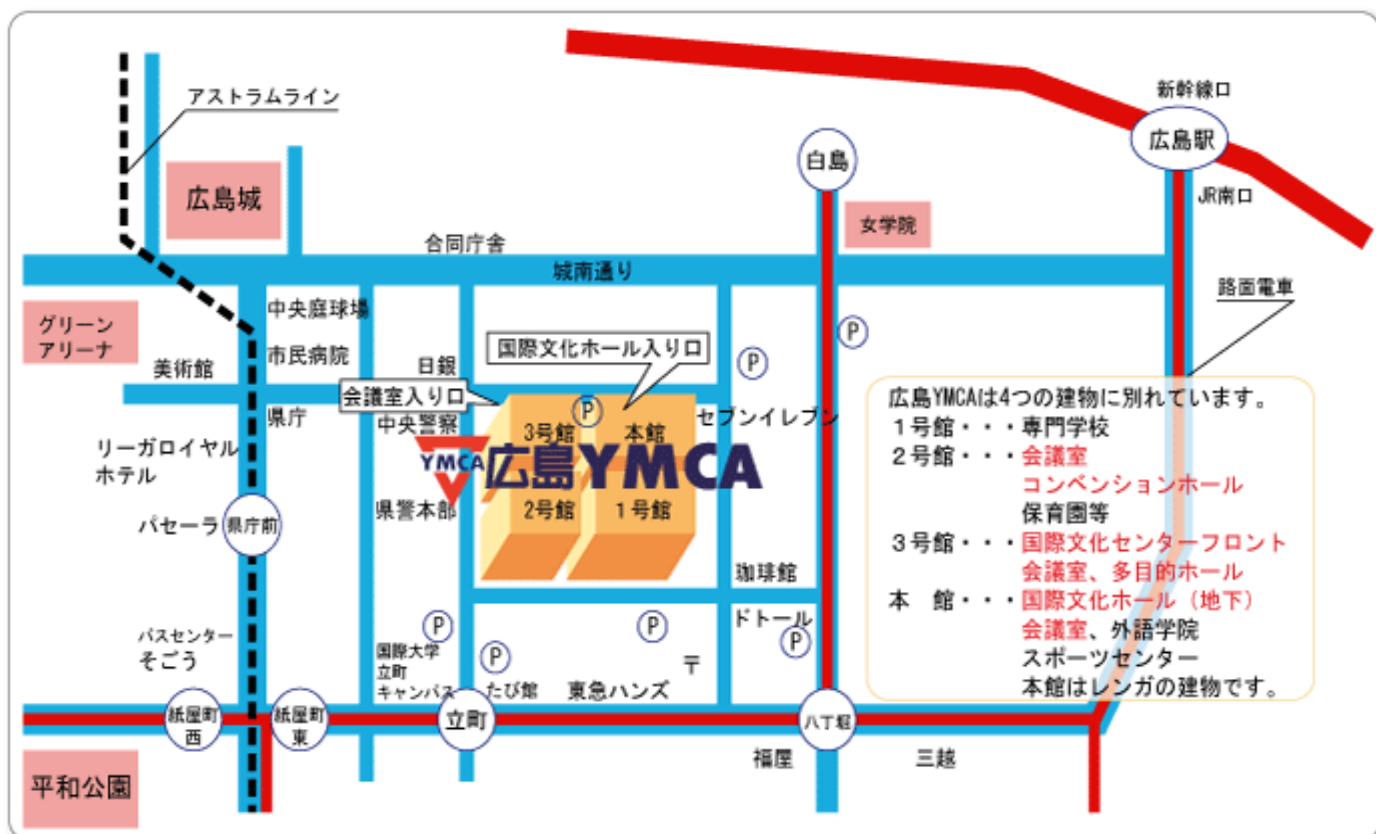 新幹線口
広島駅
アストラムライン
白島
広島城
JR南口
女学院
合同庁舎
城南通り
路面電車
中央庭球場
グリーン
アリーナ
市民病院
国際文化ホール入り口
P
P
美術館
日銀
会議室入り口
P
県庁
中央警察
3号館
本館
セブンイレブン
リーガロイヤル
ホテル
YMCA
広島YMCA
県警本部
2号館
1号館
パセーラ
県庁前
珈琲館
ドトール
P
P
P
P
バスセンター
そごう
国際大学
立町
キャンパス
たび館
東急ハンズ
〒
紙屋町
西
紙屋町
東
立町
八丁堀
福屋
三越
平和公園
広島YMCAは4つの建物に別れています。
1号館・・・専門学校
2号館・・・会議室
コンベンションホール
保育園等
3号館・・・国際文化センターフロント
会議室、多目的ホール
本 館・・・国際文化ホール(地下)
会議室、外語学院
スポーツセンター
本館はレンガの建物です。